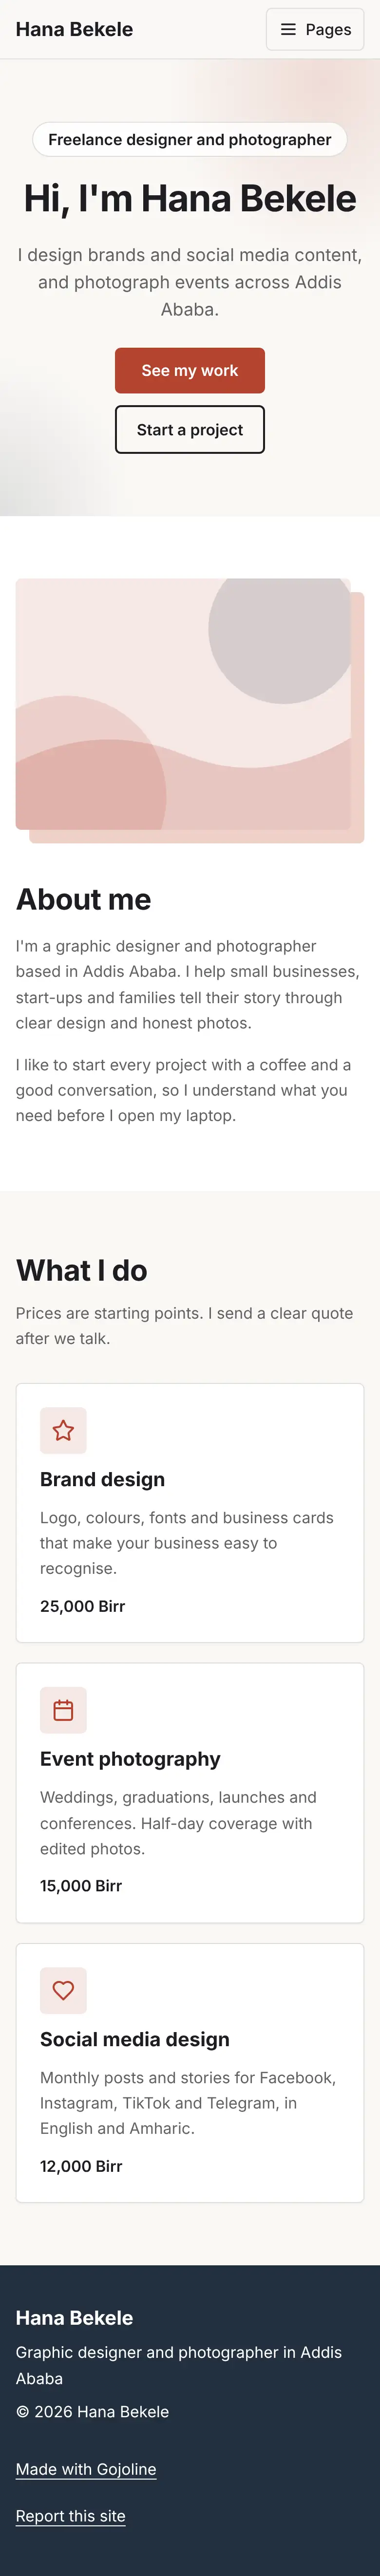 Hana Bekele
Pages
Freelance designer and photographer
Hi, I'm Hana Bekele
I design brands and social media content,
and photograph events across Addis
Ababa.
See my work
Start a project
About me
I'm a graphic designer and photographer
based in Addis Ababa. I help small businesses,
start-ups and families tell their story through
clear design and honest photos.
I like to start every project with a coffee and a
good conversation, so I understand what you
need before I open my laptop.
What I do
Prices are starting points. I send a clear quote
after we talk.
Brand design
Logo, colours, fonts and business cards
that make your business easy to
recognise.
25,000 Birr
Event photography
Weddings, graduations, launches and
conferences. Half-day coverage with
edited photos.
15,000 Birr
Social media design
Monthly posts and stories for Facebook,
Instagram, TikTok and Telegram, in
English and Amharic.
12,000 Birr
Hana Bekele
Graphic designer and photographer in Addis
Ababa
© 2026 Hana Bekele
Made with Gojoline
Report this site